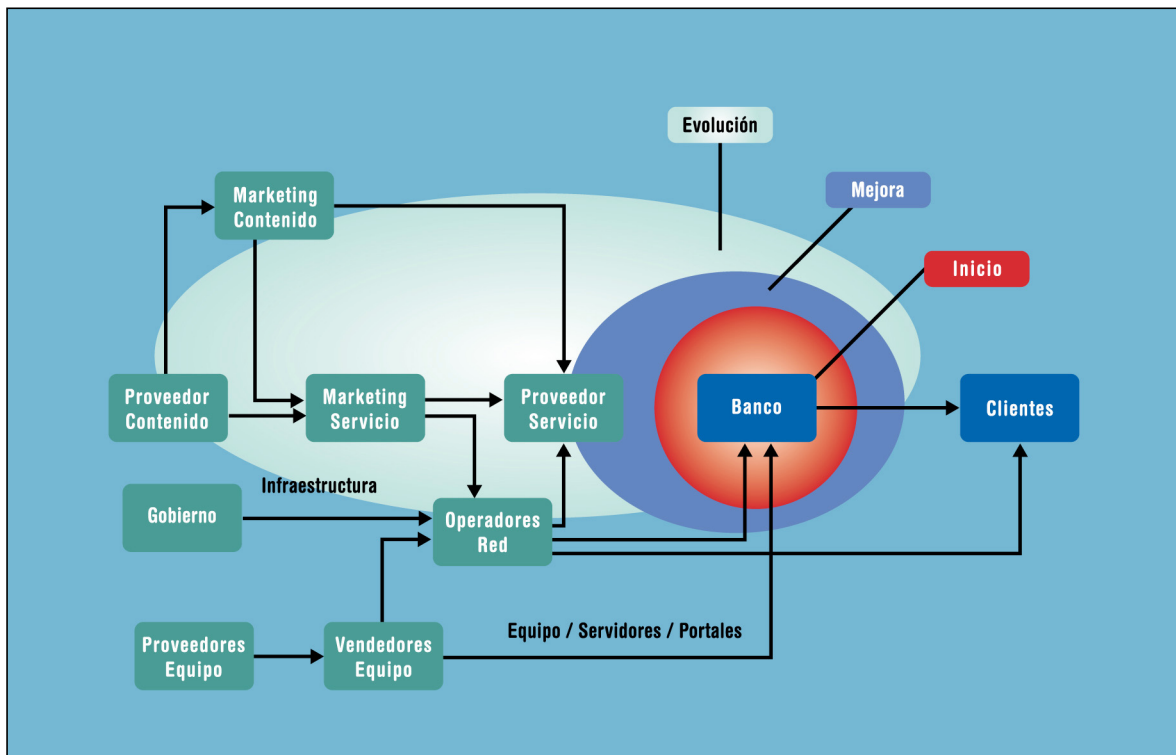 Evolución
Mejora
Inicio
Marketing
Contenido
Proveedor
Contenido
Marketing
Servicio
Proveedor
Servicio
Banco
Clientes
Infraestructura
Gobierno
Operadores
Red
Equipo / Servidores / Portales
Proveedores
Equipo
Vendedores
Equipo